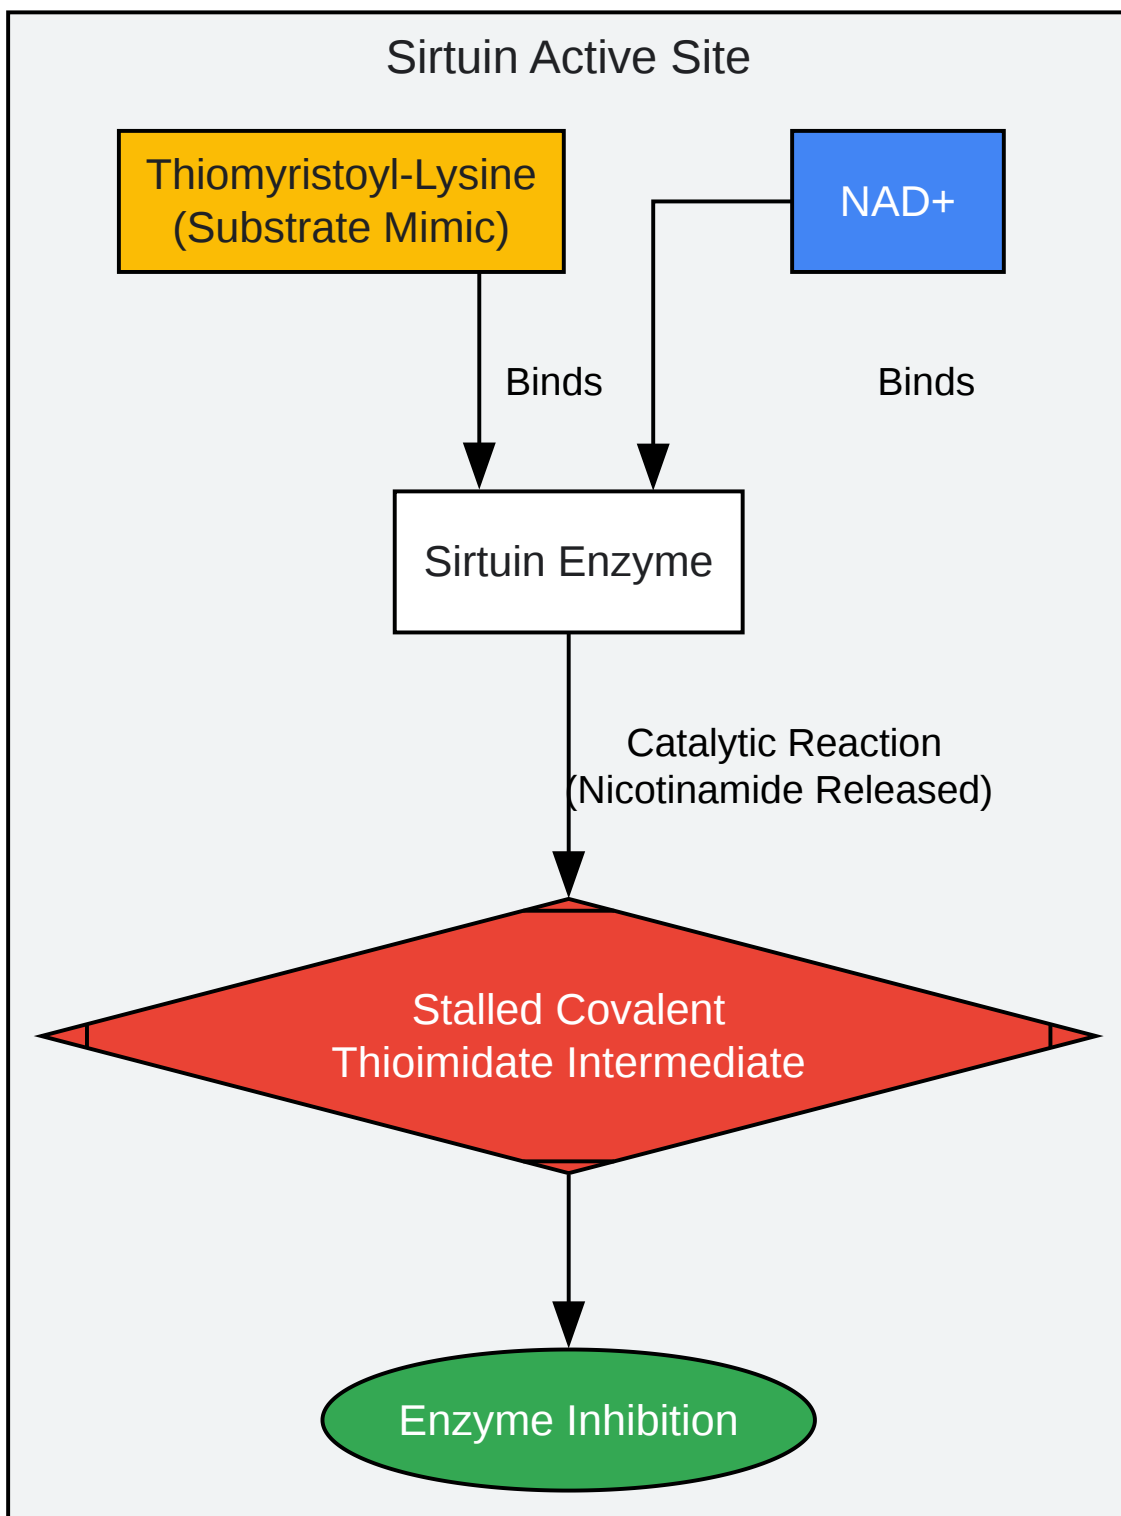 Sirtuin Active Site
Thiomyristoyl-Lysine
(Substrate Mimic)
NAD+
Binds
Binds
Sirtuin Enzyme
Catalytic Reaction
(Nicotinamide Released)
Stalled Covalent
Thioimidate Intermediate
Enzyme Inhibition